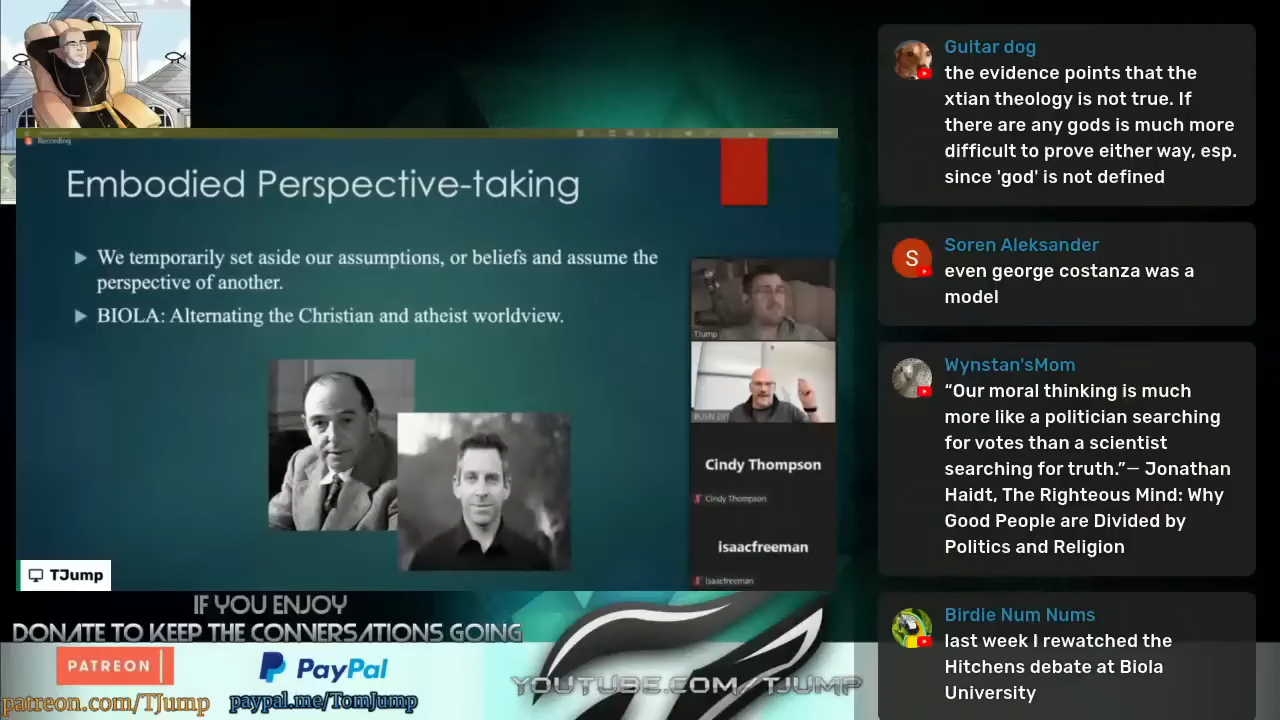 Recording
Embodied Perspective-taking
We temporarily set aside our assumptions, or beliefs and assume the
perspective of another.
BIOLA: Alternating the Christian and atheist worldview.
TJump
BUSN 207
Cindy Thompson
Cindy Thompson
isaacfreeman
isaacfreeman
TJump
IF YOU ENJOY
DONATE TO KEEP THE CONVERSATIONS GOING
PATREON
PayPal
patreon.com/TJump
paypal.me/TomJump
YOUTUBE.COM/TJUMP
Guitar dog
the evidence points that the
xtian theology is not true. If
there are any gods is much more
difficult to prove either way, esp.
since 'god' is not defined
S
Soren Aleksander
even george costanza was a
model
Wynstan'sMom
“Our moral thinking is much
more like a politician searching
for votes than a scientist
searching for truth.”― Jonathan
Haidt, The Righteous Mind: Why
Good People are Divided by
Politics and Religion
Birdie Num Nums
last week I rewatched the
Hitchens debate at Biola
University